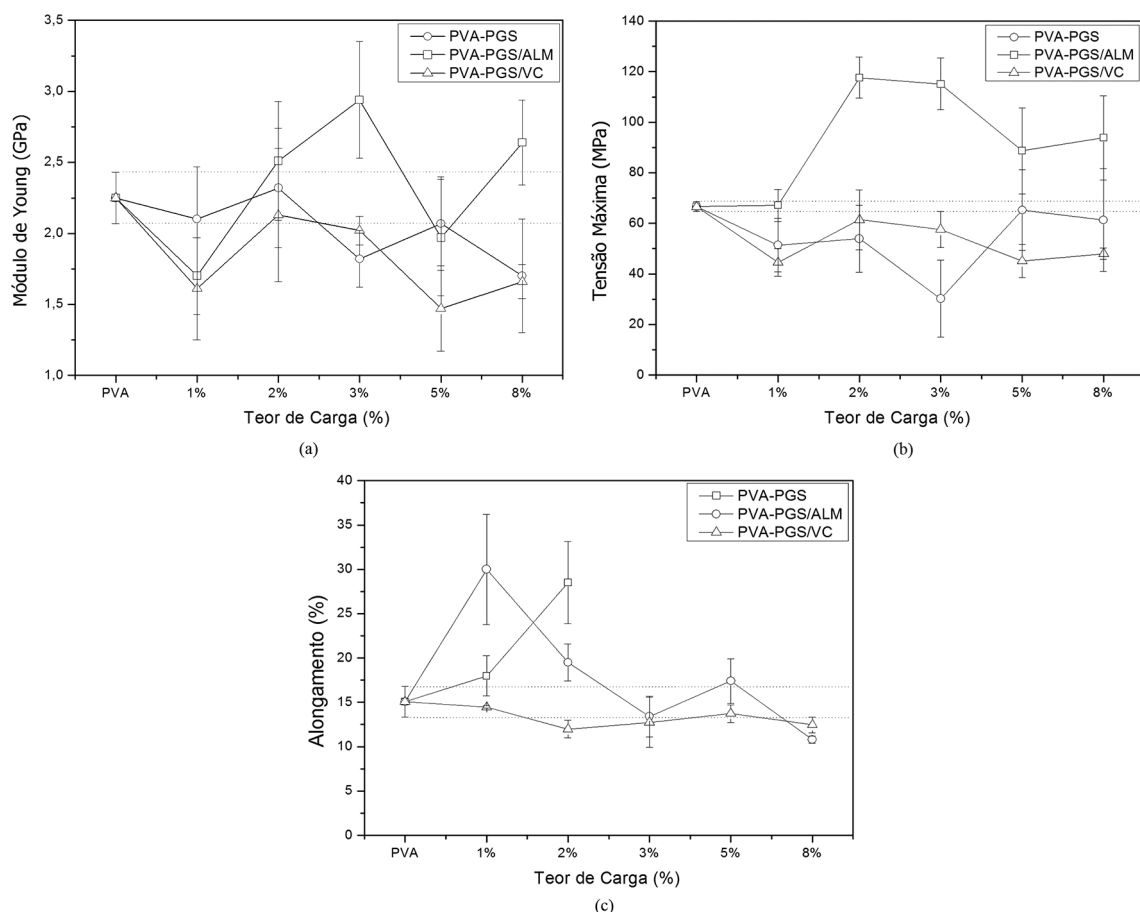 3,5
3,0
2,5
2,0
1,5
1,0
Módulo de Young (GPa)
PVA-PGS
PVA-PGS/ALM
PVA-PGS/VC
PVA 1% 2% 3% 5% 8%
Teor de Carga (%)
(a)
140
120
100
80
60
40
20
0
Tensão Máxima (MPa)
PVA-PGS
PVA-PGS/ALM
PVA-PGS/VC
PVA 1% 2% 3% 5% 8%
Teor de Carga (%)
(b)
40
35
30
25
20
15
10
5
0
Alongamento (%)
PVA-PGS
PVA-PGS/ALM
PVA-PGS/VC
PVA 1% 2% 3% 5% 8%
Teor de Carga (%)
(c)